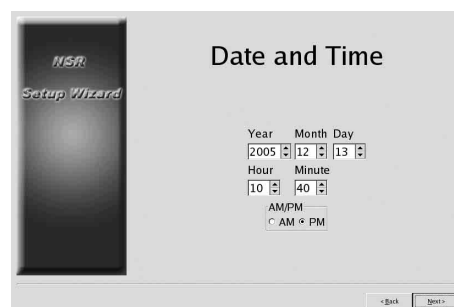 NSR
Setup Wizard
Date and Time
Year Month Day
2005 12 13
Hour Minute
10 40
AM/PM
AM PM
<Back Next>